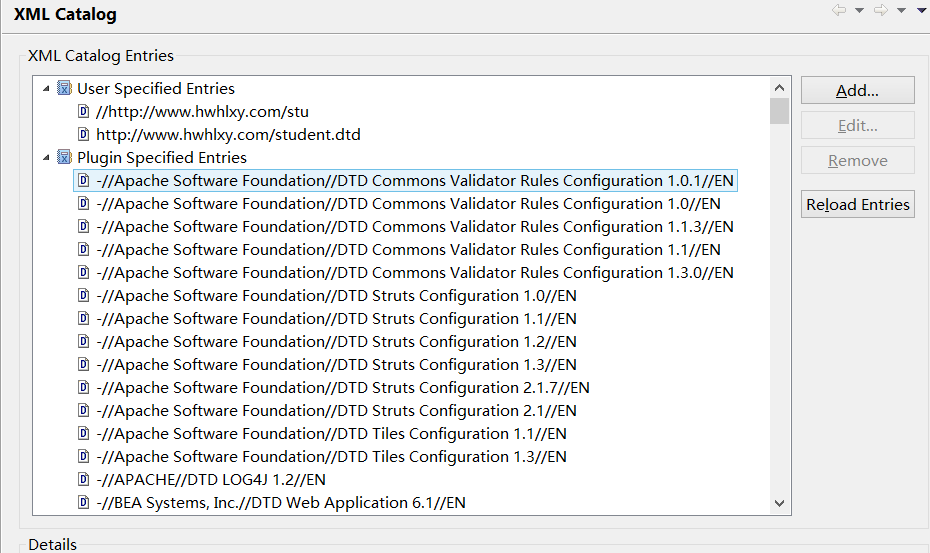 XML Catalog
XML Catalog Entries
User Specified Entries
//http://www.hwhlxy.com/stu
http://www.hwhlxy.com/student.dtd
Plugin Specified Entries
-//Apache Software Foundation//DTD Commons Validator Rules Configuration 1.0.1//EN
-//Apache Software Foundation//DTD Commons Validator Rules Configuration 1.0//EN
-//Apache Software Foundation//DTD Commons Validator Rules Configuration 1.1.3//EN
-//Apache Software Foundation//DTD Commons Validator Rules Configuration 1.1//EN
-//Apache Software Foundation//DTD Commons Validator Rules Configuration 1.3.0//EN
-//Apache Software Foundation//DTD Struts Configuration 1.0//EN
-//Apache Software Foundation//DTD Struts Configuration 1.1//EN
-//Apache Software Foundation//DTD Struts Configuration 1.2//EN
-//Apache Software Foundation//DTD Struts Configuration 1.3//EN
-//Apache Software Foundation//DTD Struts Configuration 2.1.7//EN
-//Apache Software Foundation//DTD Struts Configuration 2.1//EN
-//Apache Software Foundation//DTD Tiles Configuration 1.1//EN
-//Apache Software Foundation//DTD Tiles Configuration 1.3//EN
-//APACHE//DTD LOG4J 1.2//EN
-//BEA Systems, Inc.//DTD Web Application 6.1//EN
Add...
Edit...
Remove
Reload Entries
Details